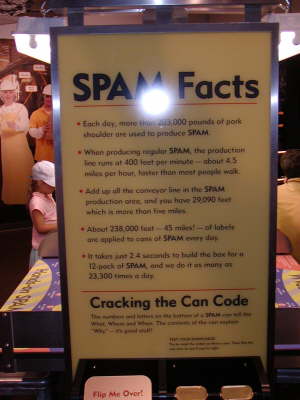 SPAM Facts
• Each day, more than 203,000 pounds of pork
shoulder are used to produce SPAM.
• When producing regular SPAM, the production
line runs at 400 feet per minute — about 4.5
miles per hour, faster than most people walk.
• Add up all the conveyor line in the SPAM
production area, and you have 29,090 feet
which is more than five miles.
• About 238,000 feet — 45 miles! — of labels
are applied to cans of SPAM every day.
• It takes just 2.4 seconds to build the box for a
12-pack of SPAM, and we do it as many as
23,300 times a day.
Cracking the Can Code
The numbers and letters on the bottom of a SPAM can tell the
What, Where and When. The contents of the can explain
"Why" — it's good stuff!
Flip Me Over!